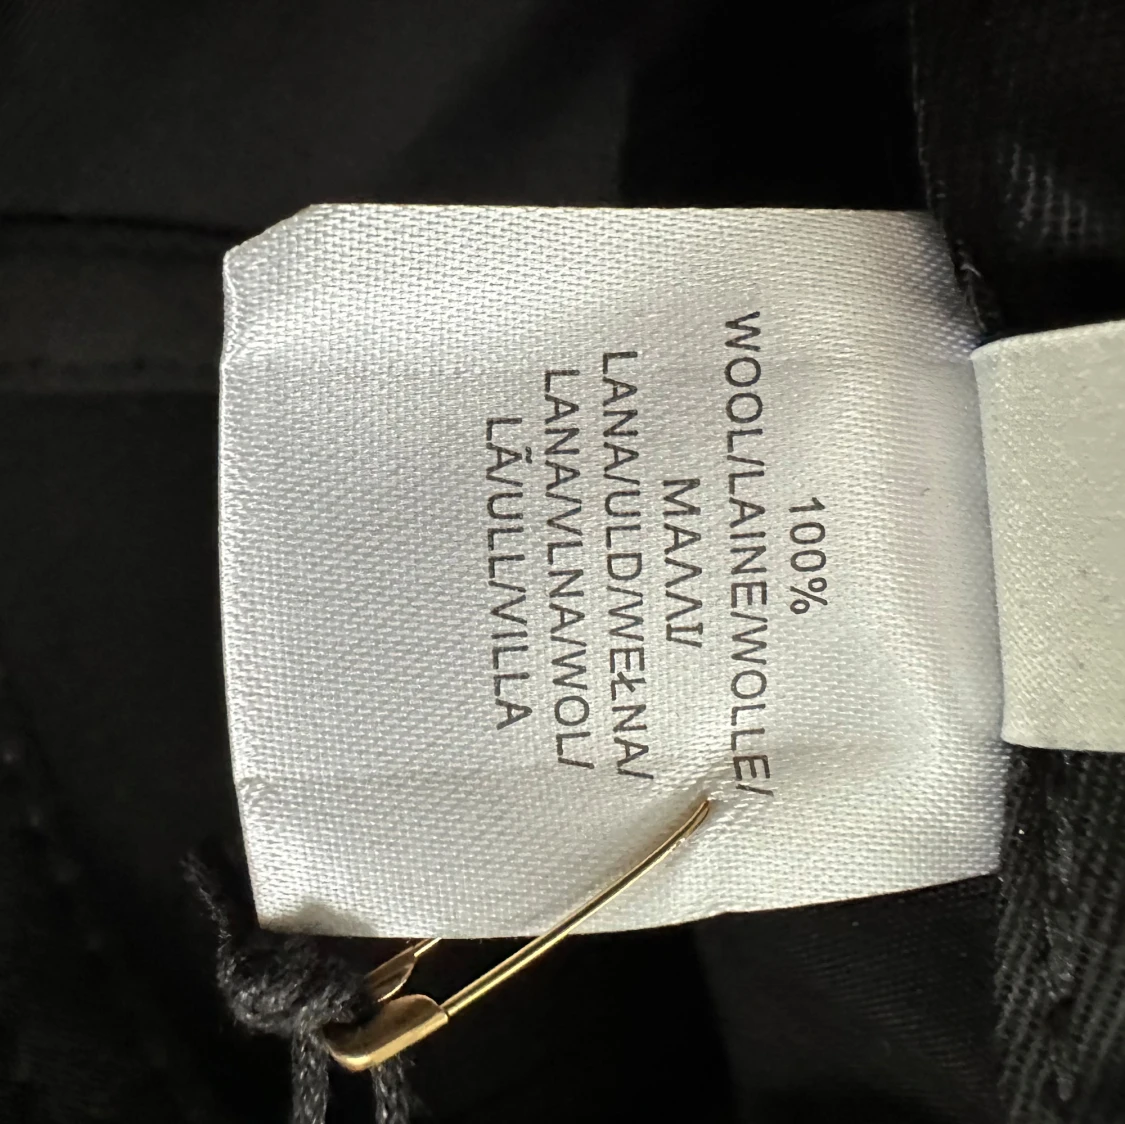 100%
WOOL/LAINE/WOLLE/
ΜΑΛΛΙ/
LANA/ULD/WEŁNA/
LANA/VLNA/WOL/
LÃ/ULL/VILLA